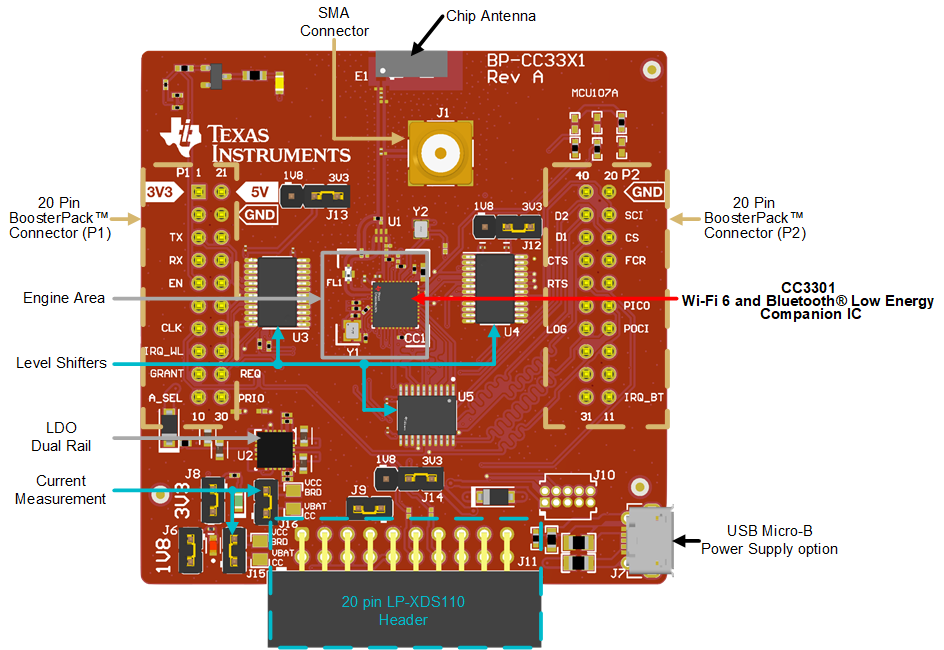 SMA
Connector
Chip Antenna
BP-CC33X1
Rev A
E1
MCU107A
J1
TEXAS
INSTRUMENTS
P1 1 21
40 20 P2
3V3
5V
GND
1V8 3V3
J13
GND
20 Pin
BoosterPack™
Connector (P1)
20 Pin
BoosterPack™
Connector (P2)
U1
Y2
1V8 3V3
J12
D2 SCI
TX
D1 CS
RX
CTS FCR
EN
RTS
FL1
CC3301
Wi-Fi 6 and Bluetooth® Low Energy
Companion IC
Engine Area
PICO
CLK
LOG POCI
U3
Y1
CC1
U4
IRQ_WL
Level Shifters
GRANT REQ
A_SEL PRIO
U5
IRQ_BT
10 30
31 11
LDO
Dual Rail
U2
Current
Measurement
J8
3V3
VCC
BRD
VBAT
CC
J16
1V8 3V3
J14
J9
J10
J6
1V8
VCC
BRD
VBAT
CC
J15
J11
J7
USB Micro-B
Power Supply option
20 pin LP-XDS110
Header